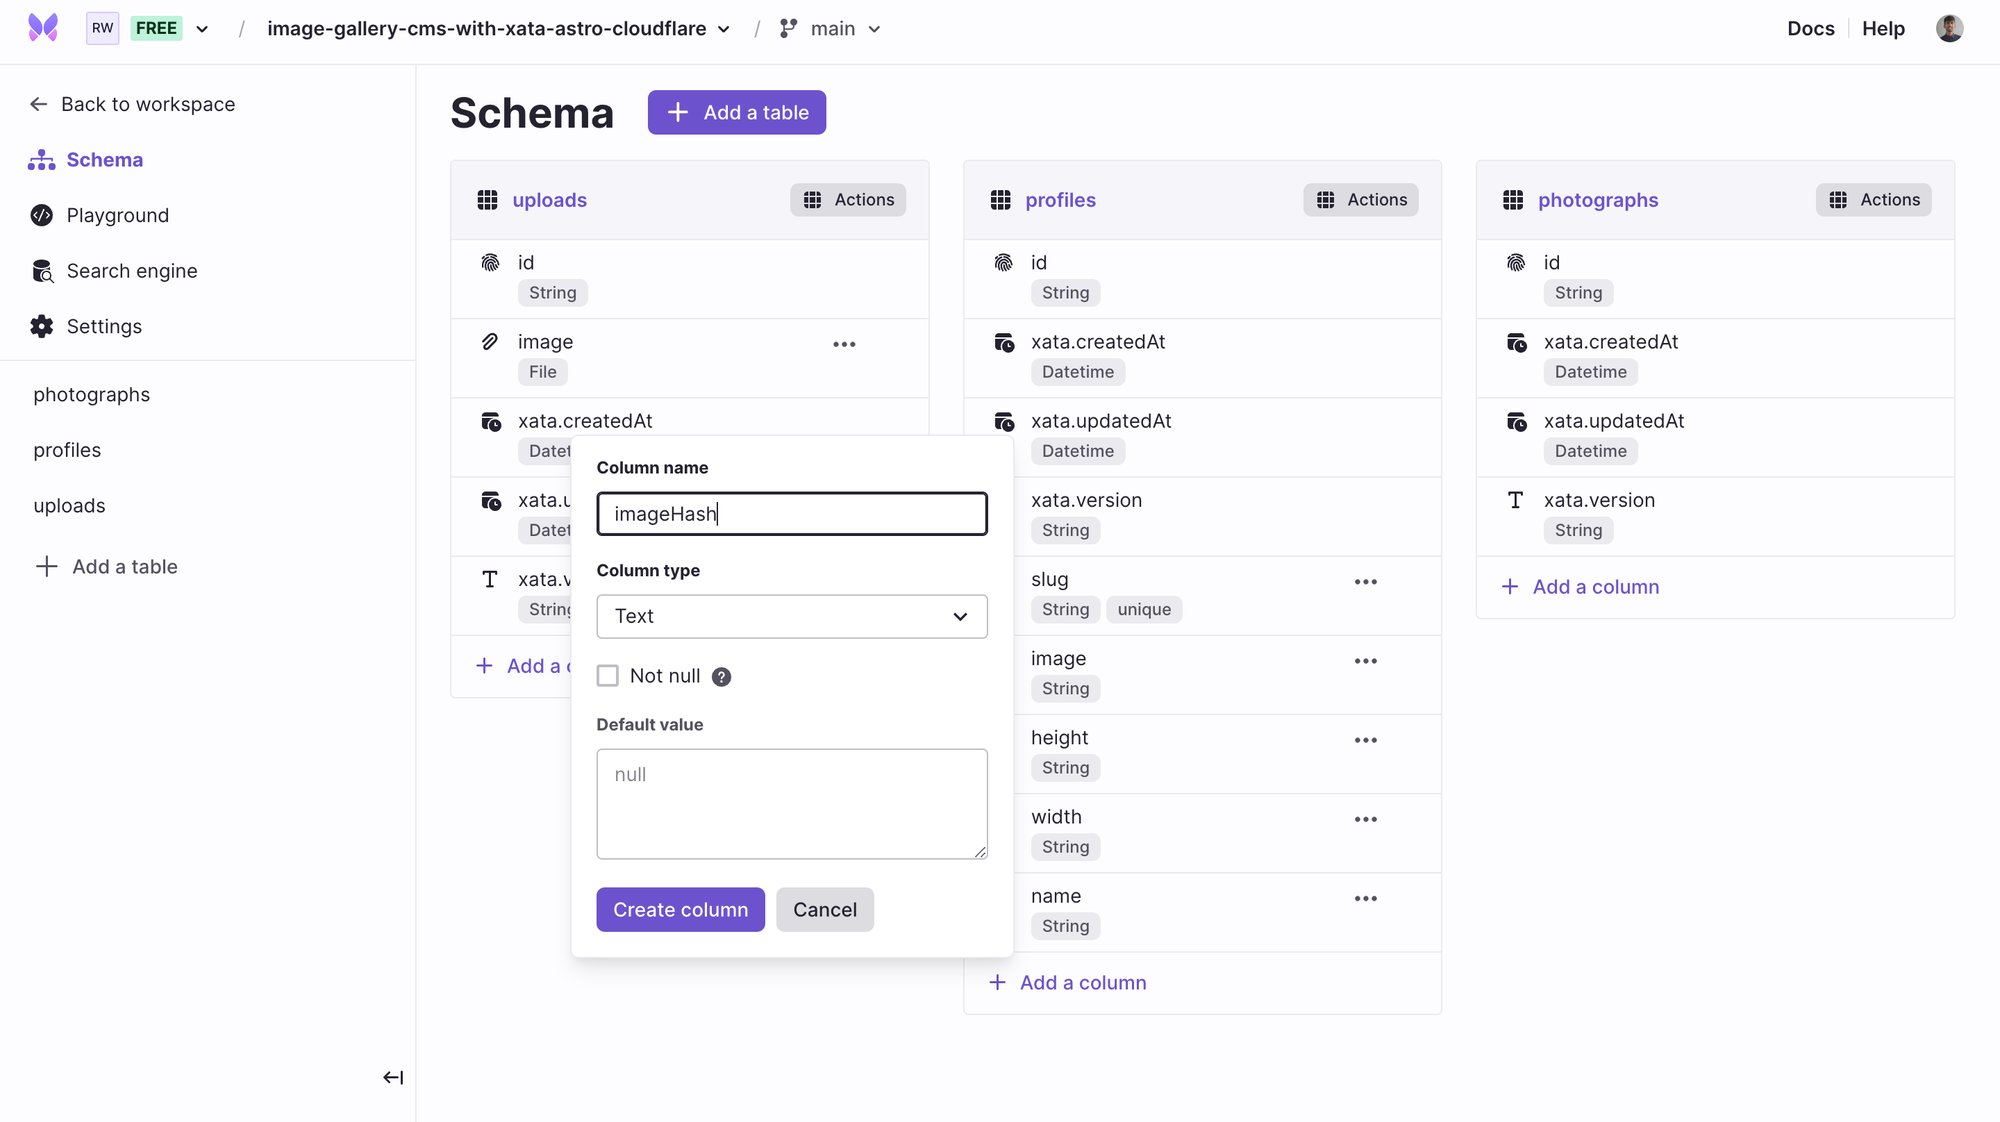 RW FREE / image-gallery-cms-with-xata-astro-cloudflare / main Docs Help
Back to workspace
Schema
Playground
Search engine
Settings
photographs
profiles
uploads
Add a table
Schema Add a table
uploads Actions
id
String
image
File
xata.createdAt
Datet
xata.u
Datet
xata.v
String
Add a c
Column name
imageHash
Column type
Text
Not null ?
Default value
null
Create column Cancel
profiles Actions
id
String
xata.createdAt
Datetime
xata.updatedAt
Datetime
xata.version
String
slug
String unique
image
String
height
String
width
String
name
String
Add a column
photographs Actions
id
String
xata.createdAt
Datetime
xata.updatedAt
Datetime
xata.version
String
Add a column